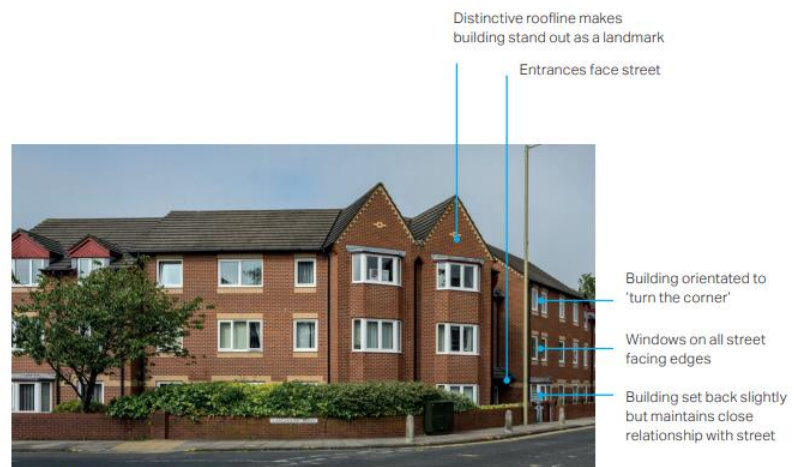 Distinctive roofline makes
building stand out as a landmark
Entrances face street
Building orientated to
'turn the corner'
Windows on all street
facing edges
Building set back slightly
but maintains close
relationship with street